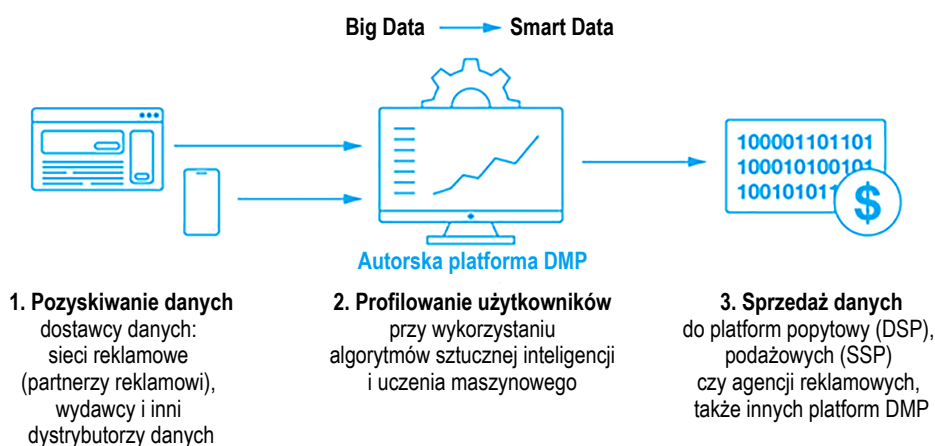 Big Data Smart Data
100001101101
100010100101
10010101
$
Autorska platforma DMP
1. Pozyskiwanie danych
dostawcy danych:
sieci reklamowe
(partnerzy reklamowi),
wydawcy i inni
dystrybutorzy danych
2. Profilowanie użytkowników
przy wykorzystaniu
algorytmów sztucznej inteligencji
i uczenia maszynowego
3. Sprzedaż danych
do platform popytowy (DSP),
podażowych (SSP)
czy agencji reklamowych,
także innych platform DMP